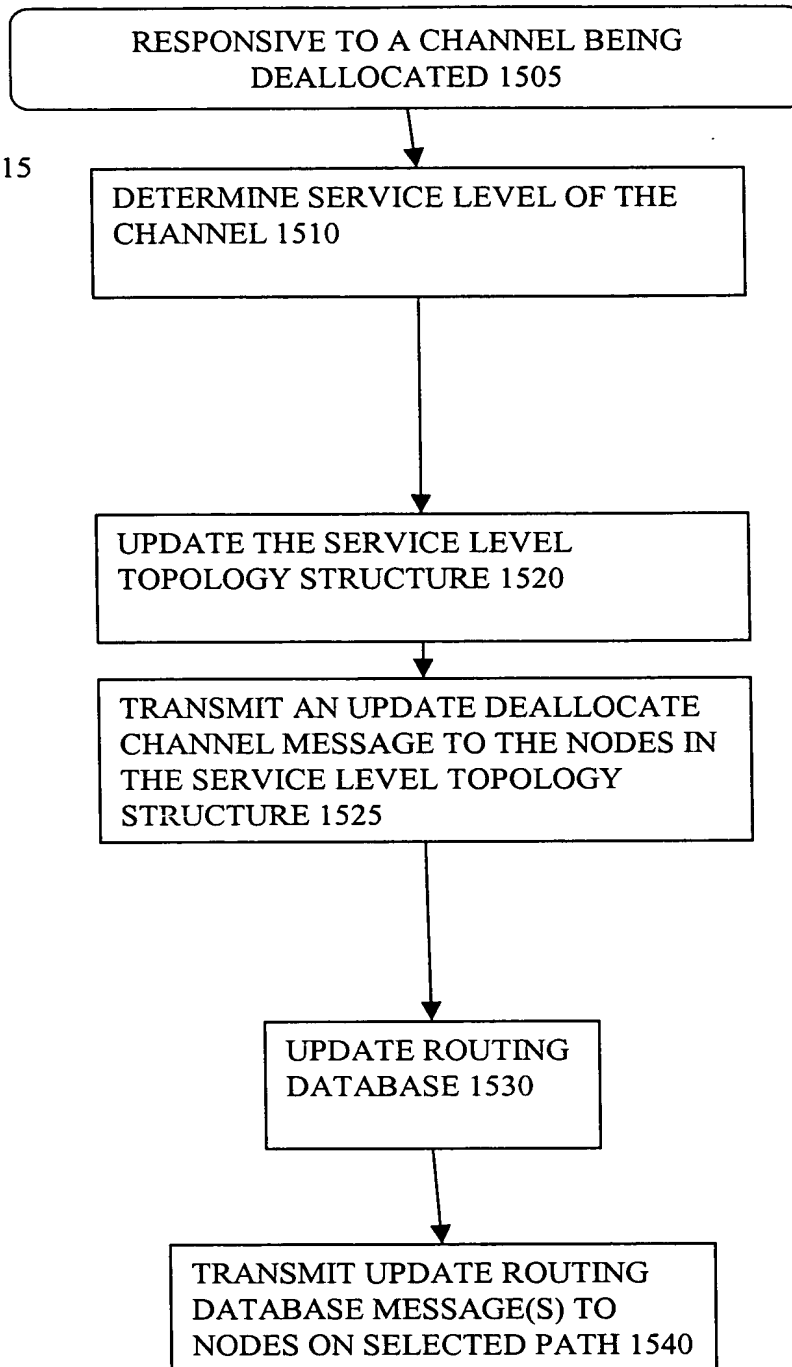 RESPONSIVE TO A CHANNEL BEING
DEALLOCATED 1505
15
DETERMINE SERVICE LEVEL OF THE
CHANNEL 1510
UPDATE THE SERVICE LEVEL
TOPOLOGY STRUCTURE 1520
TRANSMIT AN UPDATE DEALLOCATE
CHANNEL MESSAGE TO THE NODES IN
THE SERVICE LEVEL TOPOLOGY
STRUCTURE 1525
UPDATE ROUTING
DATABASE 1530
TRANSMIT UPDATE ROUTING
DATABASE MESSAGE(S) TO
NODES ON SELECTED PATH 1540